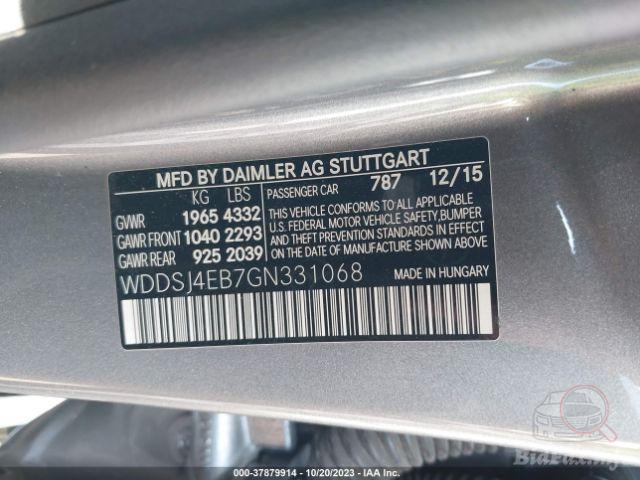 MFD BY DAIMLER AG STUTTGART
KG LBS PASSENGER CAR 787 12/15
GVWR 1965 4332
GAWR FRONT 1040 2293
GAWR REAR 925 2039
THIS VEHICLE CONFORMS TO ALL APPLICABLE
U.S. FEDERAL MOTOR VEHICLE SAFETY, BUMPER
AND THEFT PREVENTION STANDARDS IN EFFECT
ON THE DATE OF MANUFACTURE SHOWN ABOVE.
WDDSJ4EB7GN331068 MADE IN HUNGARY
BidFax.info
000-37879914 - 10/20/2023 - IAA Inc.